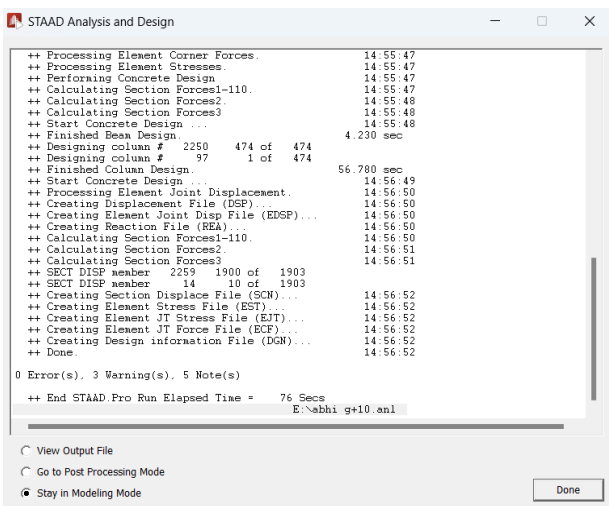 STAAD Analysis and Design
++ Processing Element Corner Forces. 14:55:47
++ Processing Element Stresses. 14:55:47
++ Performing Concrete Design 14:55:47
++ Calculating Section Forces1-110. 14:55:47
++ Calculating Section Forces2. 14:55:48
++ Calculating Section Forces3 14:55:48
++ Start Concrete Design ... 14:55:48
++ Finished Beam Design. 4.230 sec
++ Designing column # 2250 474 of 474
++ Designing column # 97 1 of 474
++ Finished Column Design. 56.780 sec
++ Start Concrete Design ... 14:56:49
++ Processing Element Joint Displacement. 14:56:50
++ Creating Displacement File (DSP)... 14:56:50
++ Creating Element Joint Disp File (EDSP)... 14:56:50
++ Creating Reaction File (REA)... 14:56:50
++ Calculating Section Forces1-110. 14:56:50
++ Calculating Section Forces2. 14:56:51
++ Calculating Section Forces3 14:56:51
++ SECT DISP member 2259 1900 of 1903
++ SECT DISP member 14 10 of 1903
++ Creating Section Displace File (SCN)... 14:56:52
++ Creating Element Stress File (EST)... 14:56:52
++ Creating Element JT Stress File (EJT)... 14:56:52
++ Creating Element JT Force File (ECF)... 14:56:52
++ Creating Design information File (DGN)... 14:56:52
++ Done. 14:56:52
0 Error(s), 3 Warning(s), 5 Note(s)
++ End STAAD.Pro Run Elapsed Time = 76 Secs
E:\abhi g+10.anl
View Output File
Go to Post Processing Mode
Stay in Modeling Mode
Done